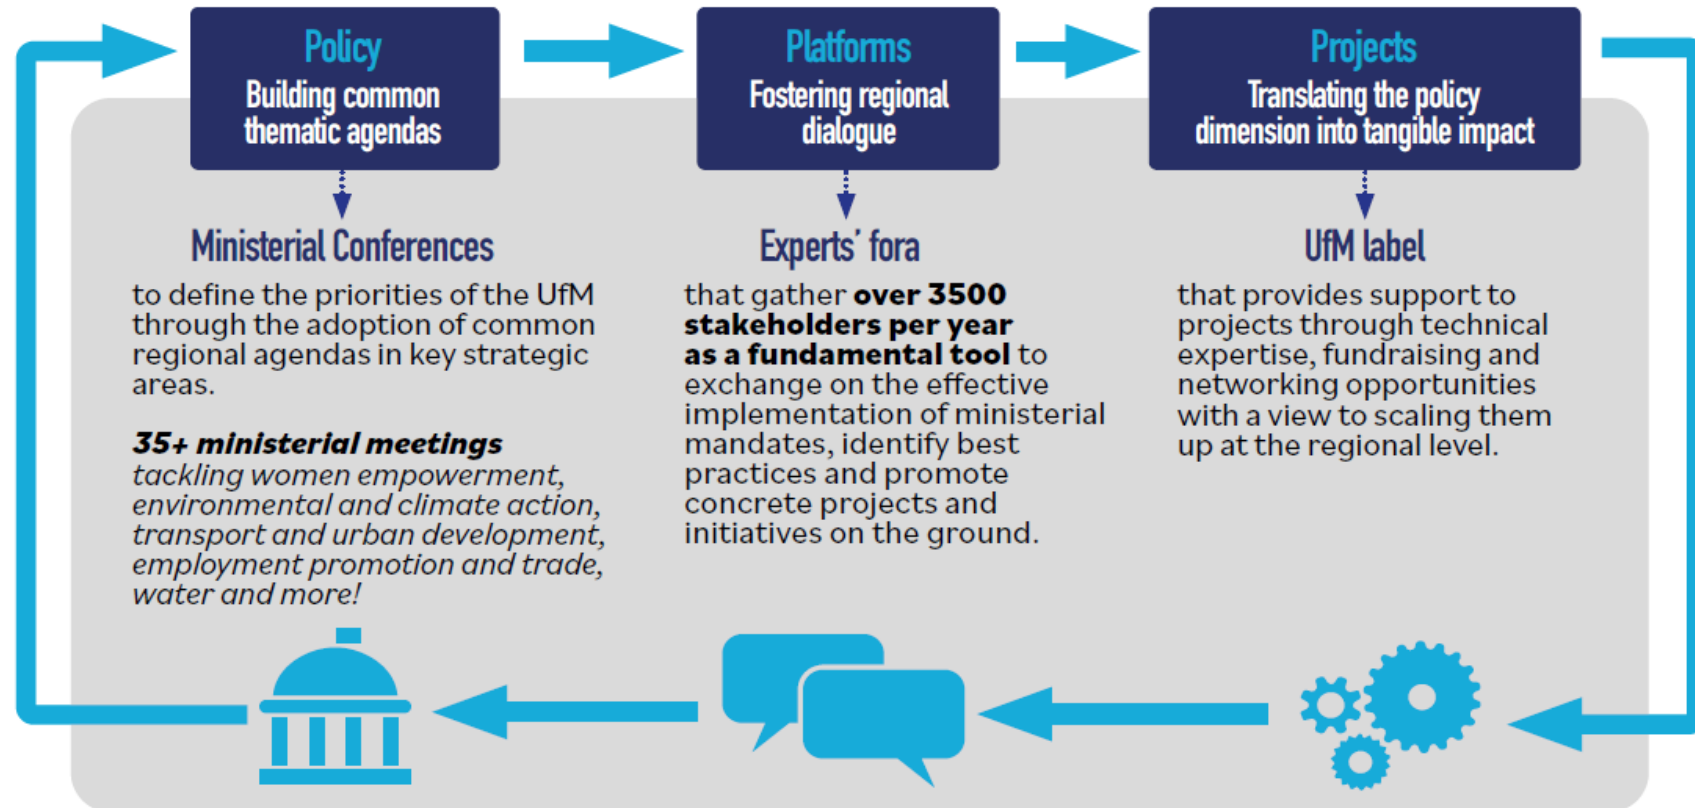 Policy
Building common
thematic agendas
Platforms
Fostering regional
dialogue
Projects
Translating the policy
dimension into tangible impact
Ministerial Conferences
to define the priorities of the UfM
through the adoption of common
regional agendas in key strategic
areas.
35+ ministerial meetings
tackling women empowerment,
environmental and climate action,
transport and urban development,
employment promotion and trade,
water and more!
Experts’ fora
that gather over 3500
stakeholders per year
as a fundamental tool to
exchange on the effective
implementation of ministerial
mandates, identify best
practices and promote
concrete projects and
initiatives on the ground.
UfM label
that provides support to
projects through technical
expertise, fundraising and
networking opportunities
with a view to scaling them
up at the regional level.